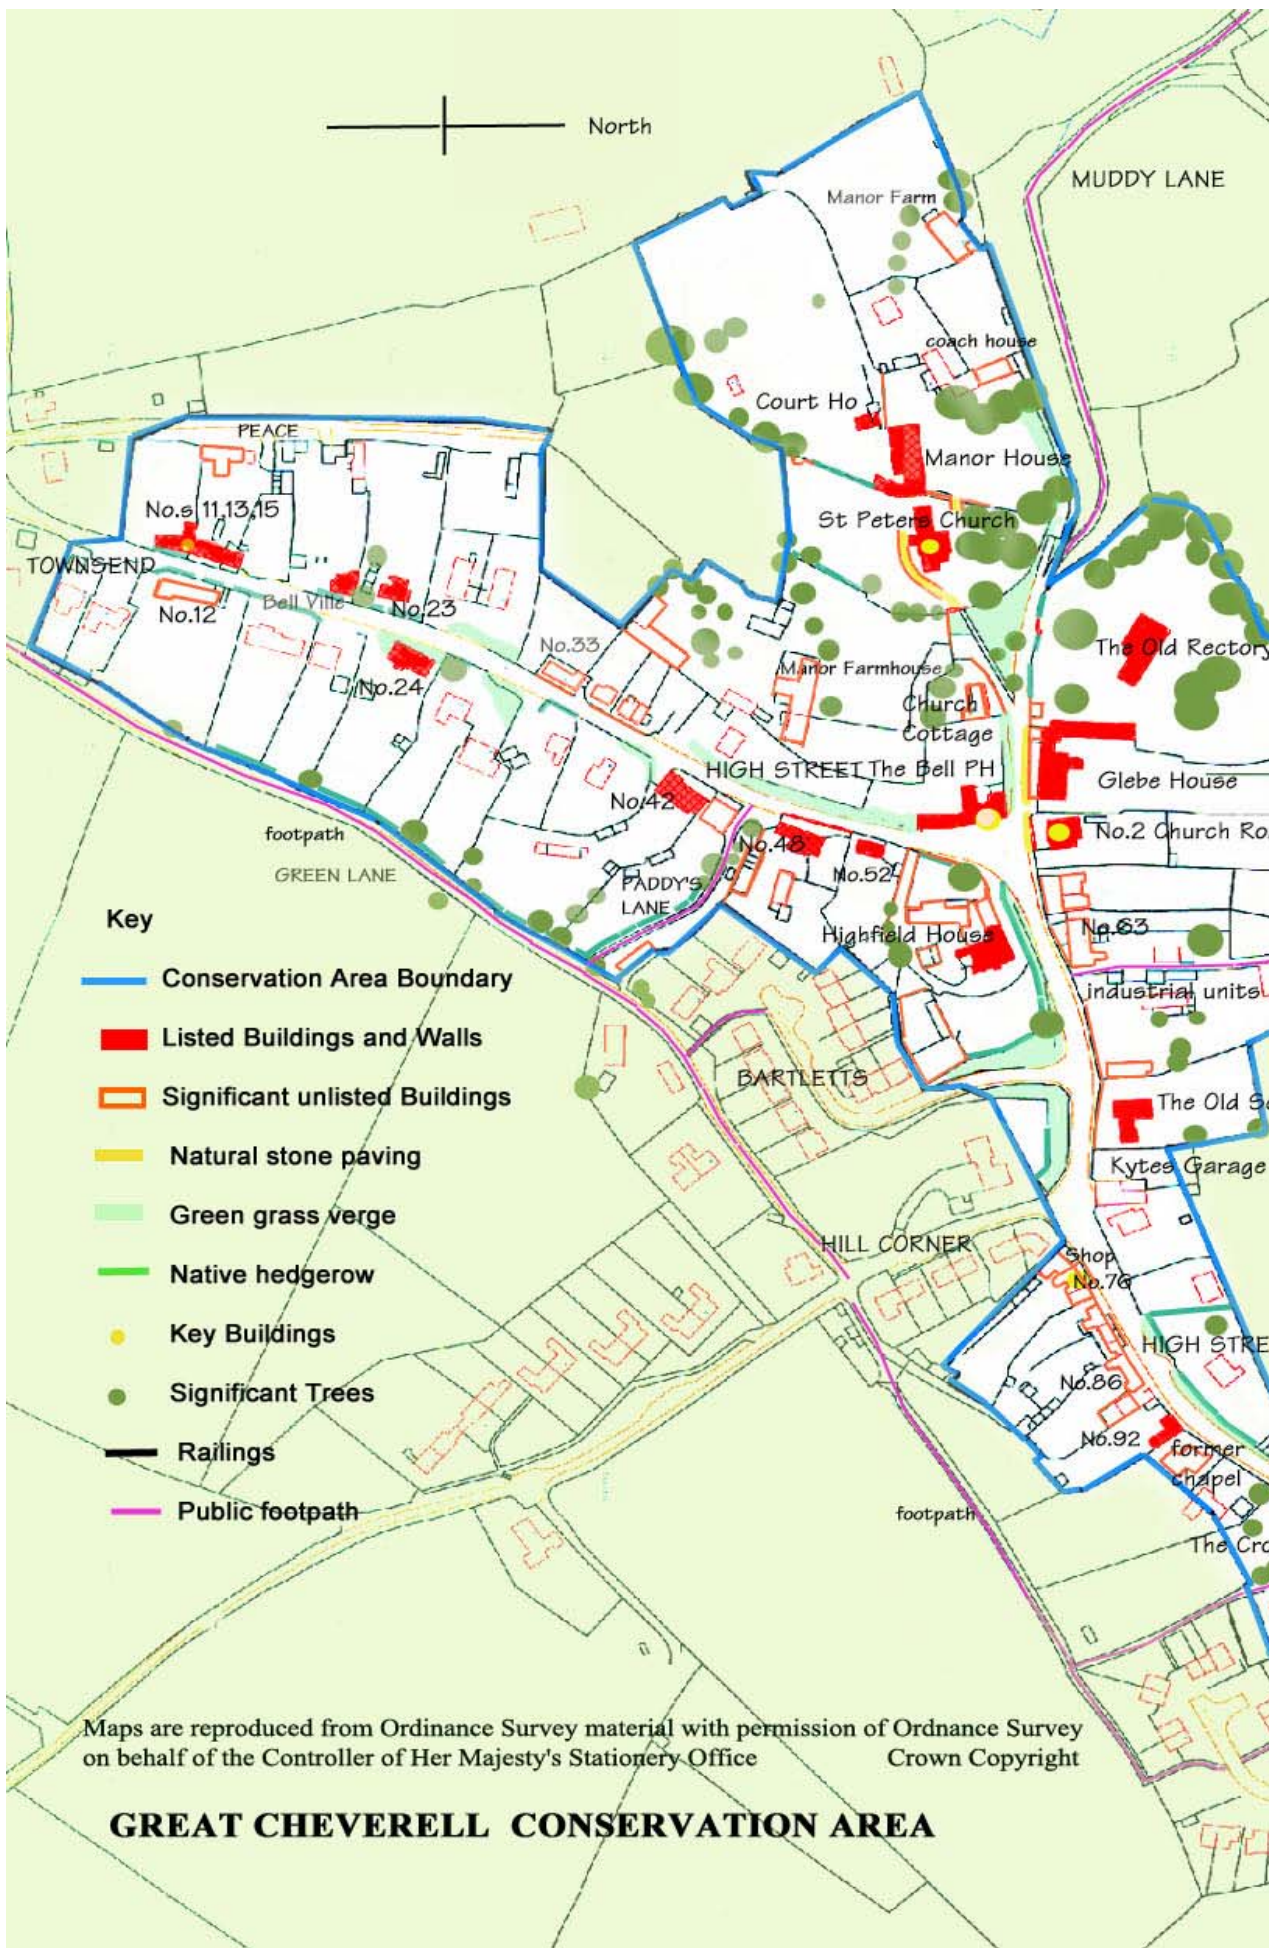 North
MUDDY LANE
Manor Farm
coach house
Court Ho
PEACE
Manor House
No.s 11,13,15
St Peters Church
TOWNSEND
Bell Ville
No.23
No.12
No.33
The Old Rectory
Manor Farmhouse
No.24
Church
Cottage
HIGH STREET
The Bell PH
Glebe House
No.42
footpath
No.2 Church Ro
No.48
GREEN LANE
No.52
PADDY'S
LANE
Key
No.63
Highfield House
Conservation Area Boundary
industrial units
Listed Buildings and Walls
BARTLETTS
Significant unlisted Buildings
The Old Sc
Natural stone paving
Kytes Garage
Green grass verge
HILL CORNER
Shop
Native hedgerow
No.76
Key Buildings
HIGH STRE
Significant Trees
No.86
Railings
No.92
former
chapel
Public footpath
footpath
The Cro
Maps are reproduced from Ordinance Survey material with permission of Ordnance Survey
on behalf of the Controller of Her Majesty's Stationery Office Crown Copyright
GREAT CHEVERELL CONSERVATION AREA